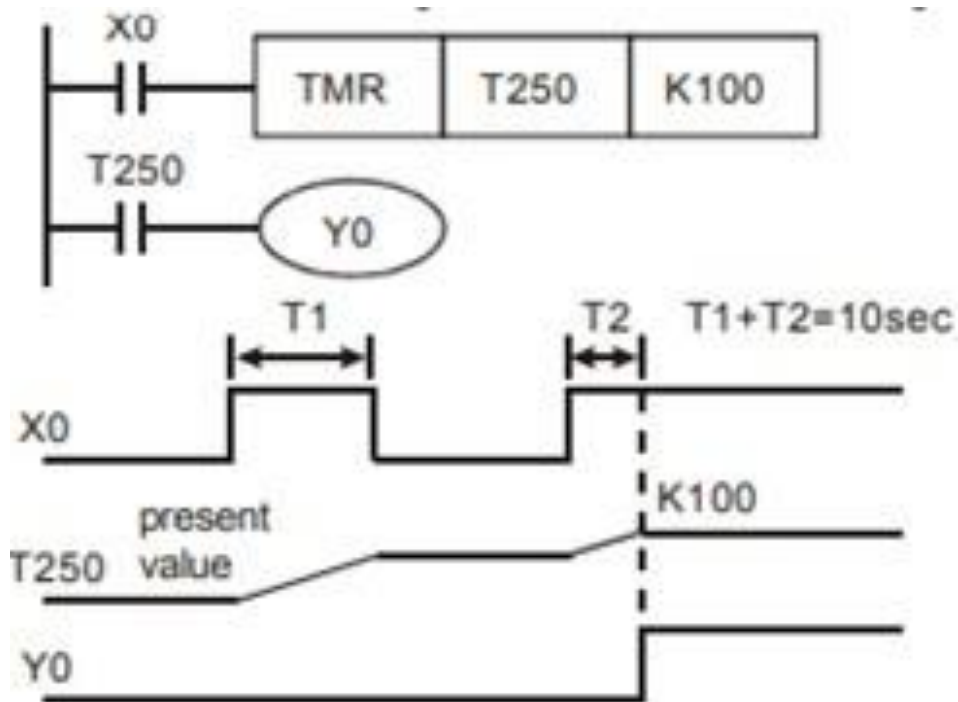 X0
TMR T250 K100
T250
Y0
T1 T2 T1+T2=10sec
X0
present
value
T250
K100
Y0